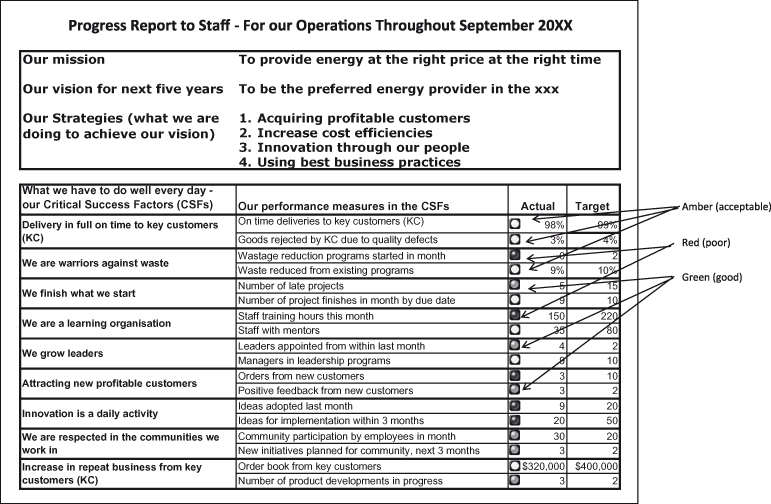 Progress Report to Staff - For our Operations Throughout September 20XX
Our mission To provide energy at the right price at the right time
Our vision for next five years To be the preferred energy provider in the xxx
Our Strategies (what we are doing to achieve our vision)
1. Acquiring profitable customers
2. Increase cost efficiencies
3. Innovation through our people
4. Using best business practices
What we have to do well every day - our Critical Success Factors (CSFs) Our performance measures in the CSFs Actual Target
Delivery in full on time to key customers (KC)
On time deliveries to key customers (KC) 98% 99%
Goods rejected by KC due to quality defects 3% 4%
We are warriors against waste
Wastage reduction programs started in month 0 2
Waste reduced from existing programs 9% 10%
We finish what we start
Number of late projects 5 15
Number of project finishes in month by due date 9 10
We are a learning organisation
Staff training hours this month 150 220
Staff with mentors 35 80
We grow leaders
Leaders appointed from within last month 4 2
Managers in leadership programs 9 10
Attracting new profitable customers
Orders from new customers 3 10
Positive feedback from new customers 3 2
Innovation is a daily activity
Ideas adopted last month 9 20
Ideas for implementation within 3 months 20 50
We are respected in the communities we work in
Community participation by employees in month 30 20
New initiatives planned for community, next 3 months 3 2
Increase in repeat business from key customers (KC)
Order book from key customers $320,000 $400,000
Number of product developments in progress 3 2
Amber (acceptable)
Red (poor)
Green (good)